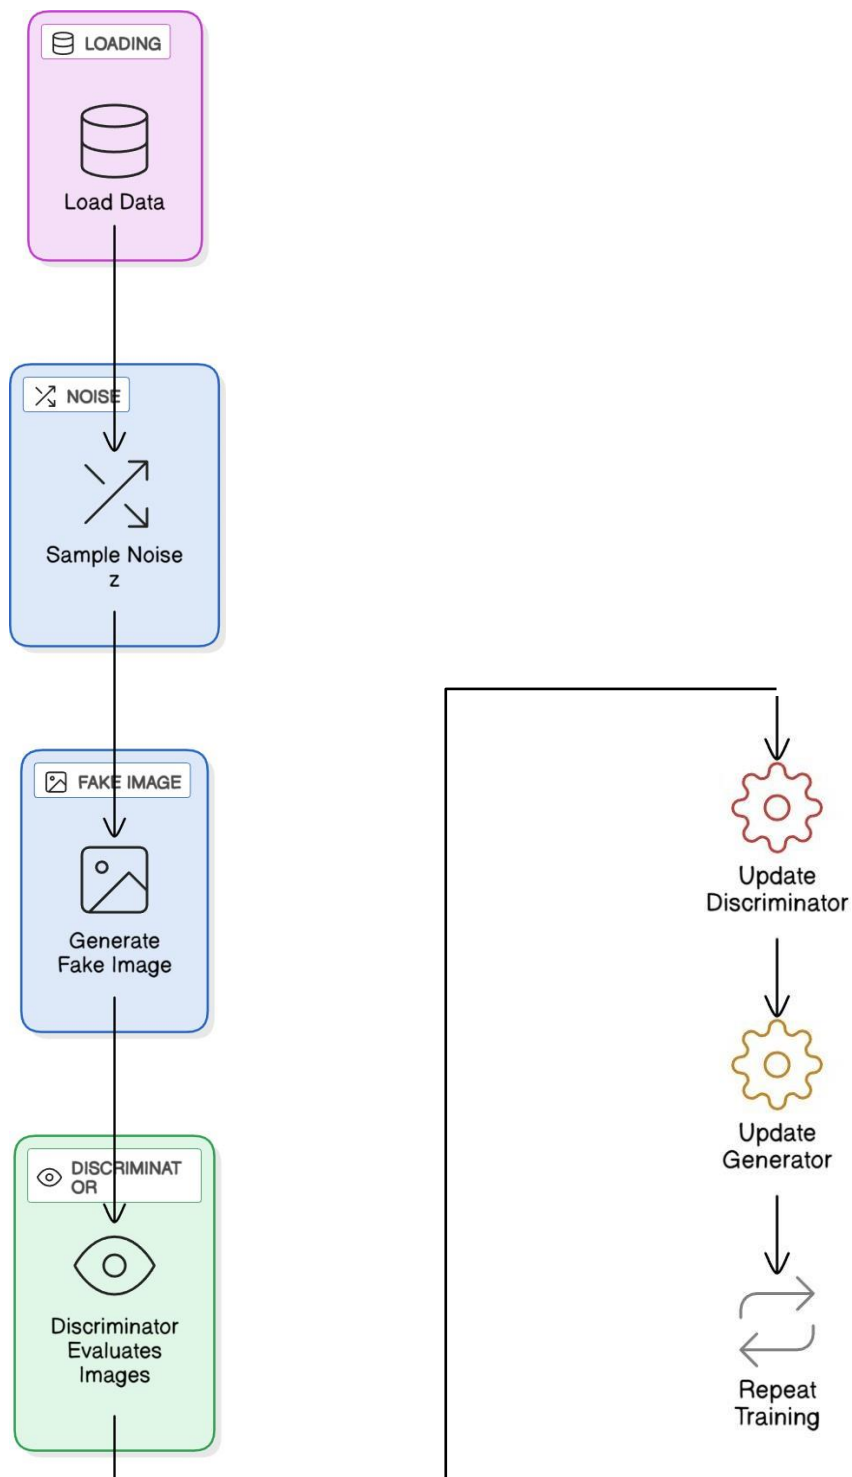 LOADING
Load Data
NOISE
Sample Noise
z
FAKE IMAGE
Generate
Fake Image
DISCRIMINAT
OR
Discriminator
Evaluates
Images
Update
Discriminator
Update
Generator
Repeat
Training